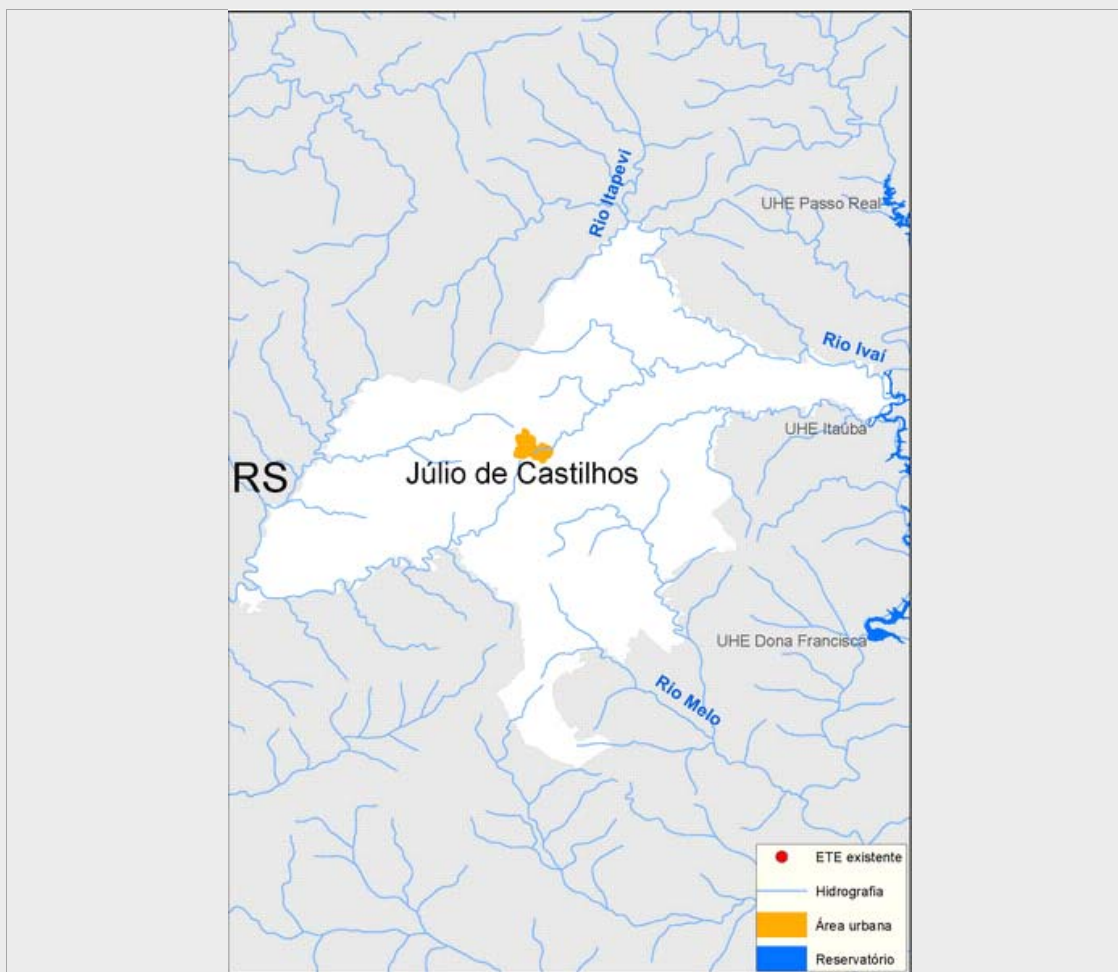 Rio Itapevi
UHE Passo Real
Rio Ivaí
UHE Itaúba
RS
Júlio de Castilhos
UHE Dona Francisca
Rio Melo
ETE existente
Hidrografia
Área urbana
Reservatório